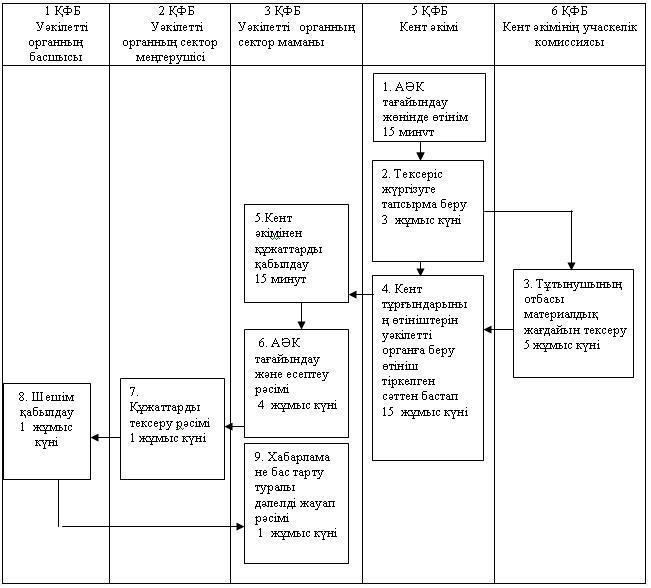 1 ҚФБ
Уәкілетті
органның
басшысы
2 ҚФБ
Уәкілетті
органның сектор
меңгерушісі
3 ҚФБ
Уәкілетті органның
сектор маманы
5 ҚФБ
Кент әкімі
6 ҚФБ
Кент әкімінің учаскелік
комиссиясы
1. АӘК
тағайындау
жөнінде өтінім
15 минут
2. Тексеріс
жүргізуге
тапсырма беру
3 жұмыс күні
3. Тұтынушының
отбасы
материалдық
жағдайын тексеру
5 жұмыс күні
4. Кент
тұрғындарыны
ң өтініштерін
уәкілетті
органға беру
өтініш
тіркелген
сәттен бастап
15 жұмыс күні
5.Кент
әкімінен
құжаттарды
қабылдау
15 минут
6. АӘК
тағайындау
және есептеу
рәсімі
4 жұмыс күні
7.
Құжаттарды
тексеру рәсімі
1 жұмыс күні
8. Шешім
қабылдау
1 жұмыс
күні
9. Хабарлама
не бас тарту
туралы
дәлелді жауап
рәсімі
1 жұмыс күні